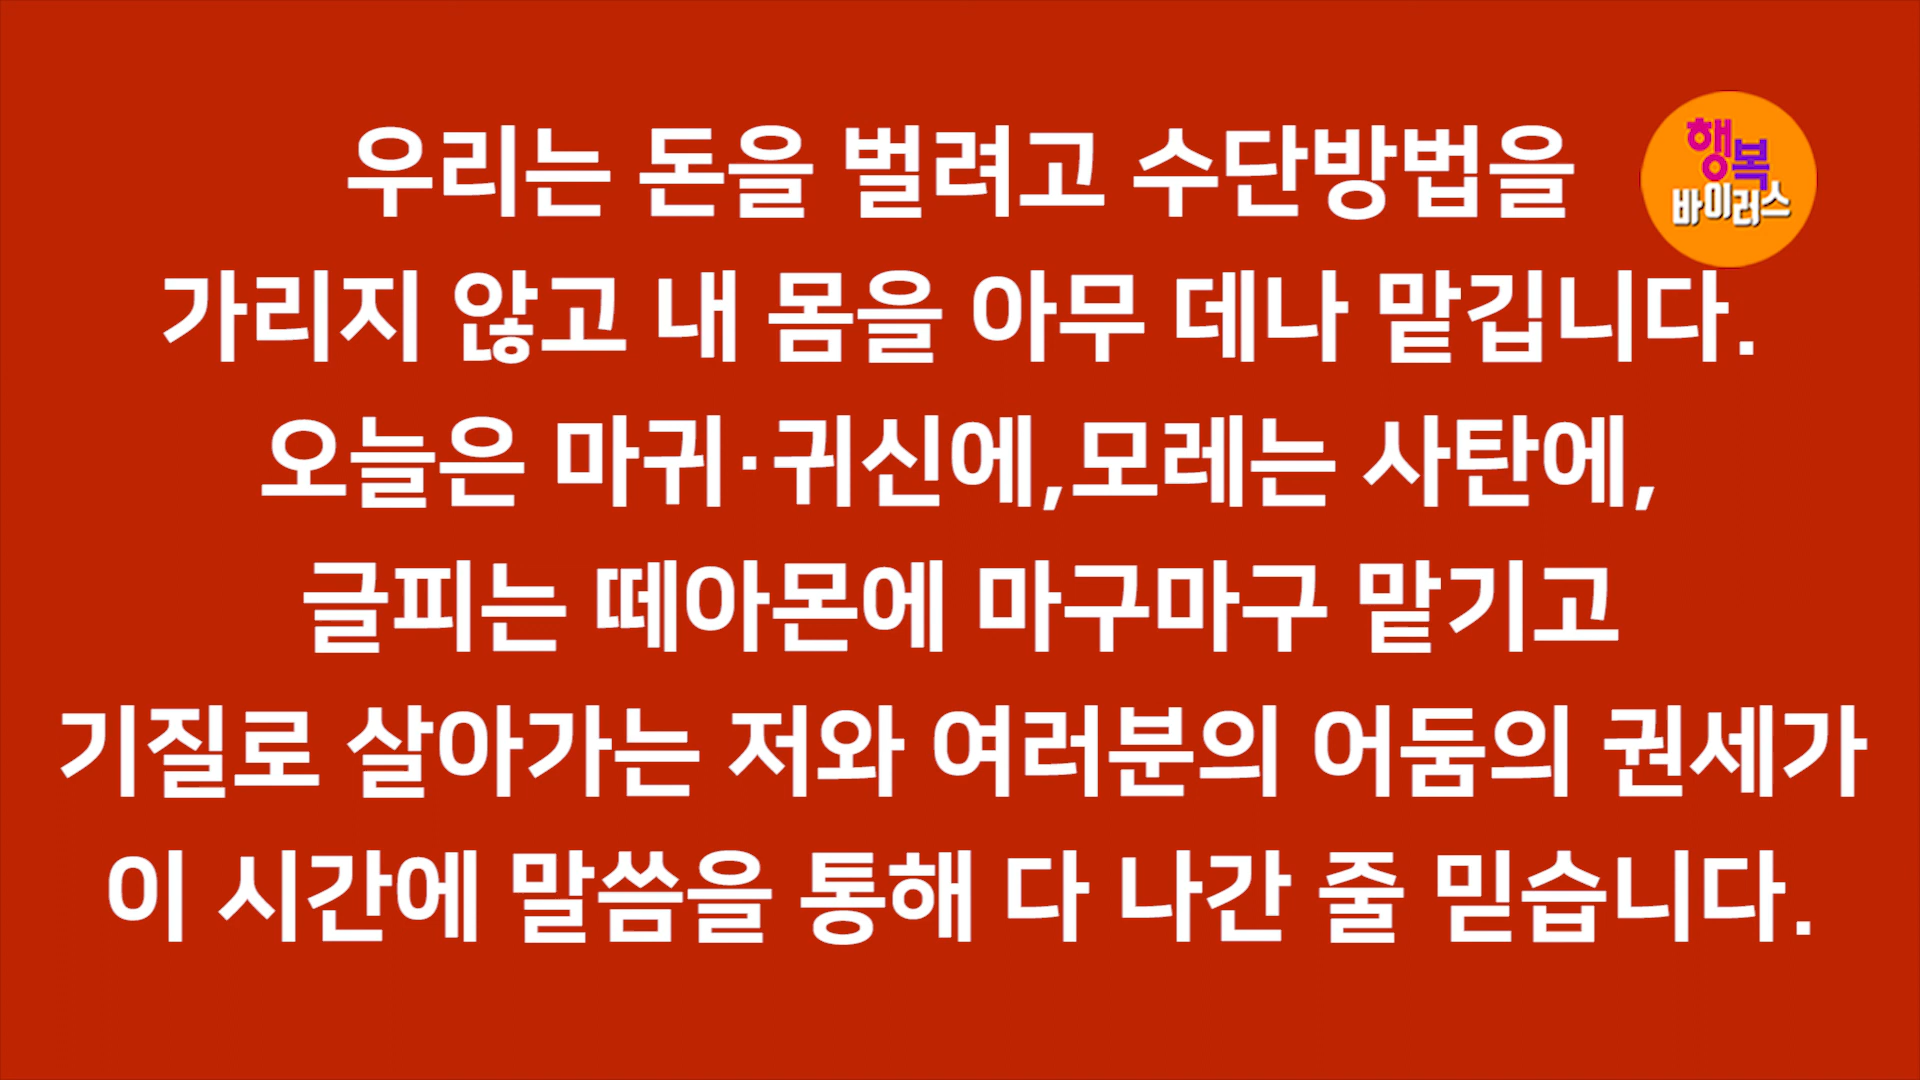 우리는 돈을 벌려고 수단방법을
행복
바이러스
가리지 않고 내 몸을 아무 데나 맡깁니다.
오늘은 마귀·귀신에,모레는 사탄에,
글피는 떼아몬에 마구마구 맡기고
기질로 살아가는 저와 여러분의 어둠의 권세가
이 시간에 말씀을 통해 다 나간 줄 믿습니다.